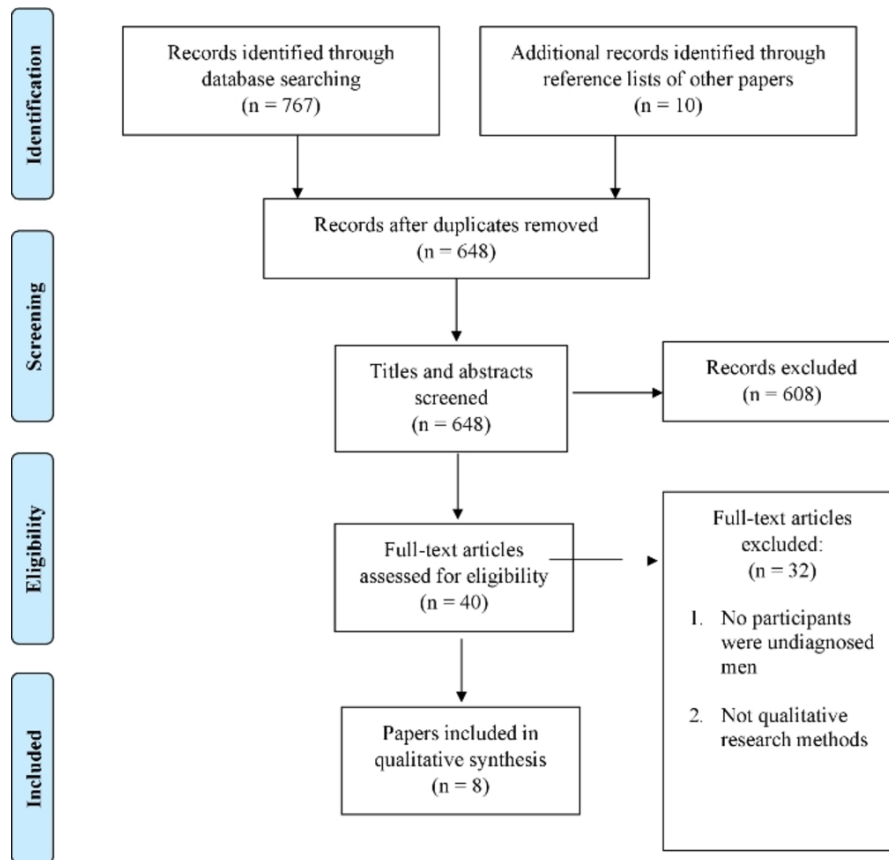 Identification
Records identified through
database searching
(n = 767)
Additional records identified through
reference lists of other papers
(n = 10)
Records after duplicates removed
(n = 648)
Screening
Titles and abstracts
screened
(n = 648)
Records excluded
(n = 608)
Eligibility
Full-text articles
assessed for eligibility
(n = 40)
Full-text articles
excluded:
(n = 32)
1. No participants
were undiagnosed
men
2. Not qualitative
research methods
Included
Papers included in
qualitative synthesis
(n = 8)